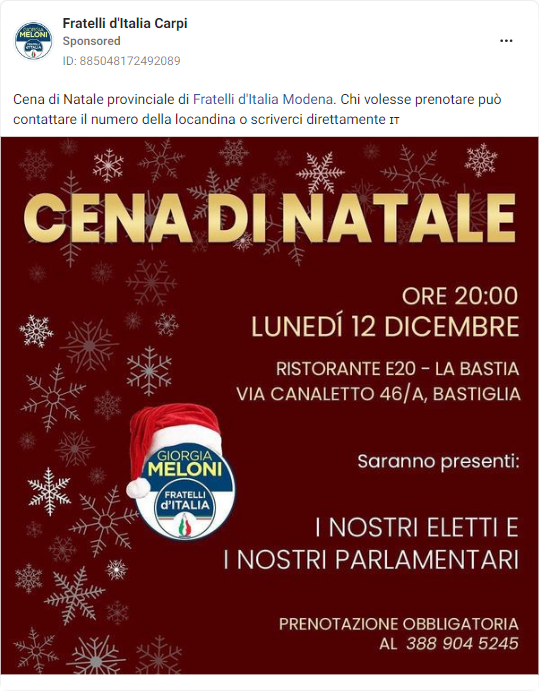 Fratelli d'Italia Carpi
Sponsored
ID: 885048172492089
Cena di Natale provinciale di Fratelli d'Italia Modena. Chi volesse prenotare può
contattare il numero della locandina o scriverci direttamente IT
CENA DI NATALE
ORE 20:00
LUNEDÍ 12 DICEMBRE
RISTORANTE E20 - LA BASTIA
VIA CANALETTO 46/A, BASTIGLIA
GIORGIA
MELONI
FRATELLI
d'ITALIA
Saranno presenti:
I NOSTRI ELETTI E
I NOSTRI PARLAMENTARI
PRENOTAZIONE OBBLIGATORIA
AL 388 904 5245